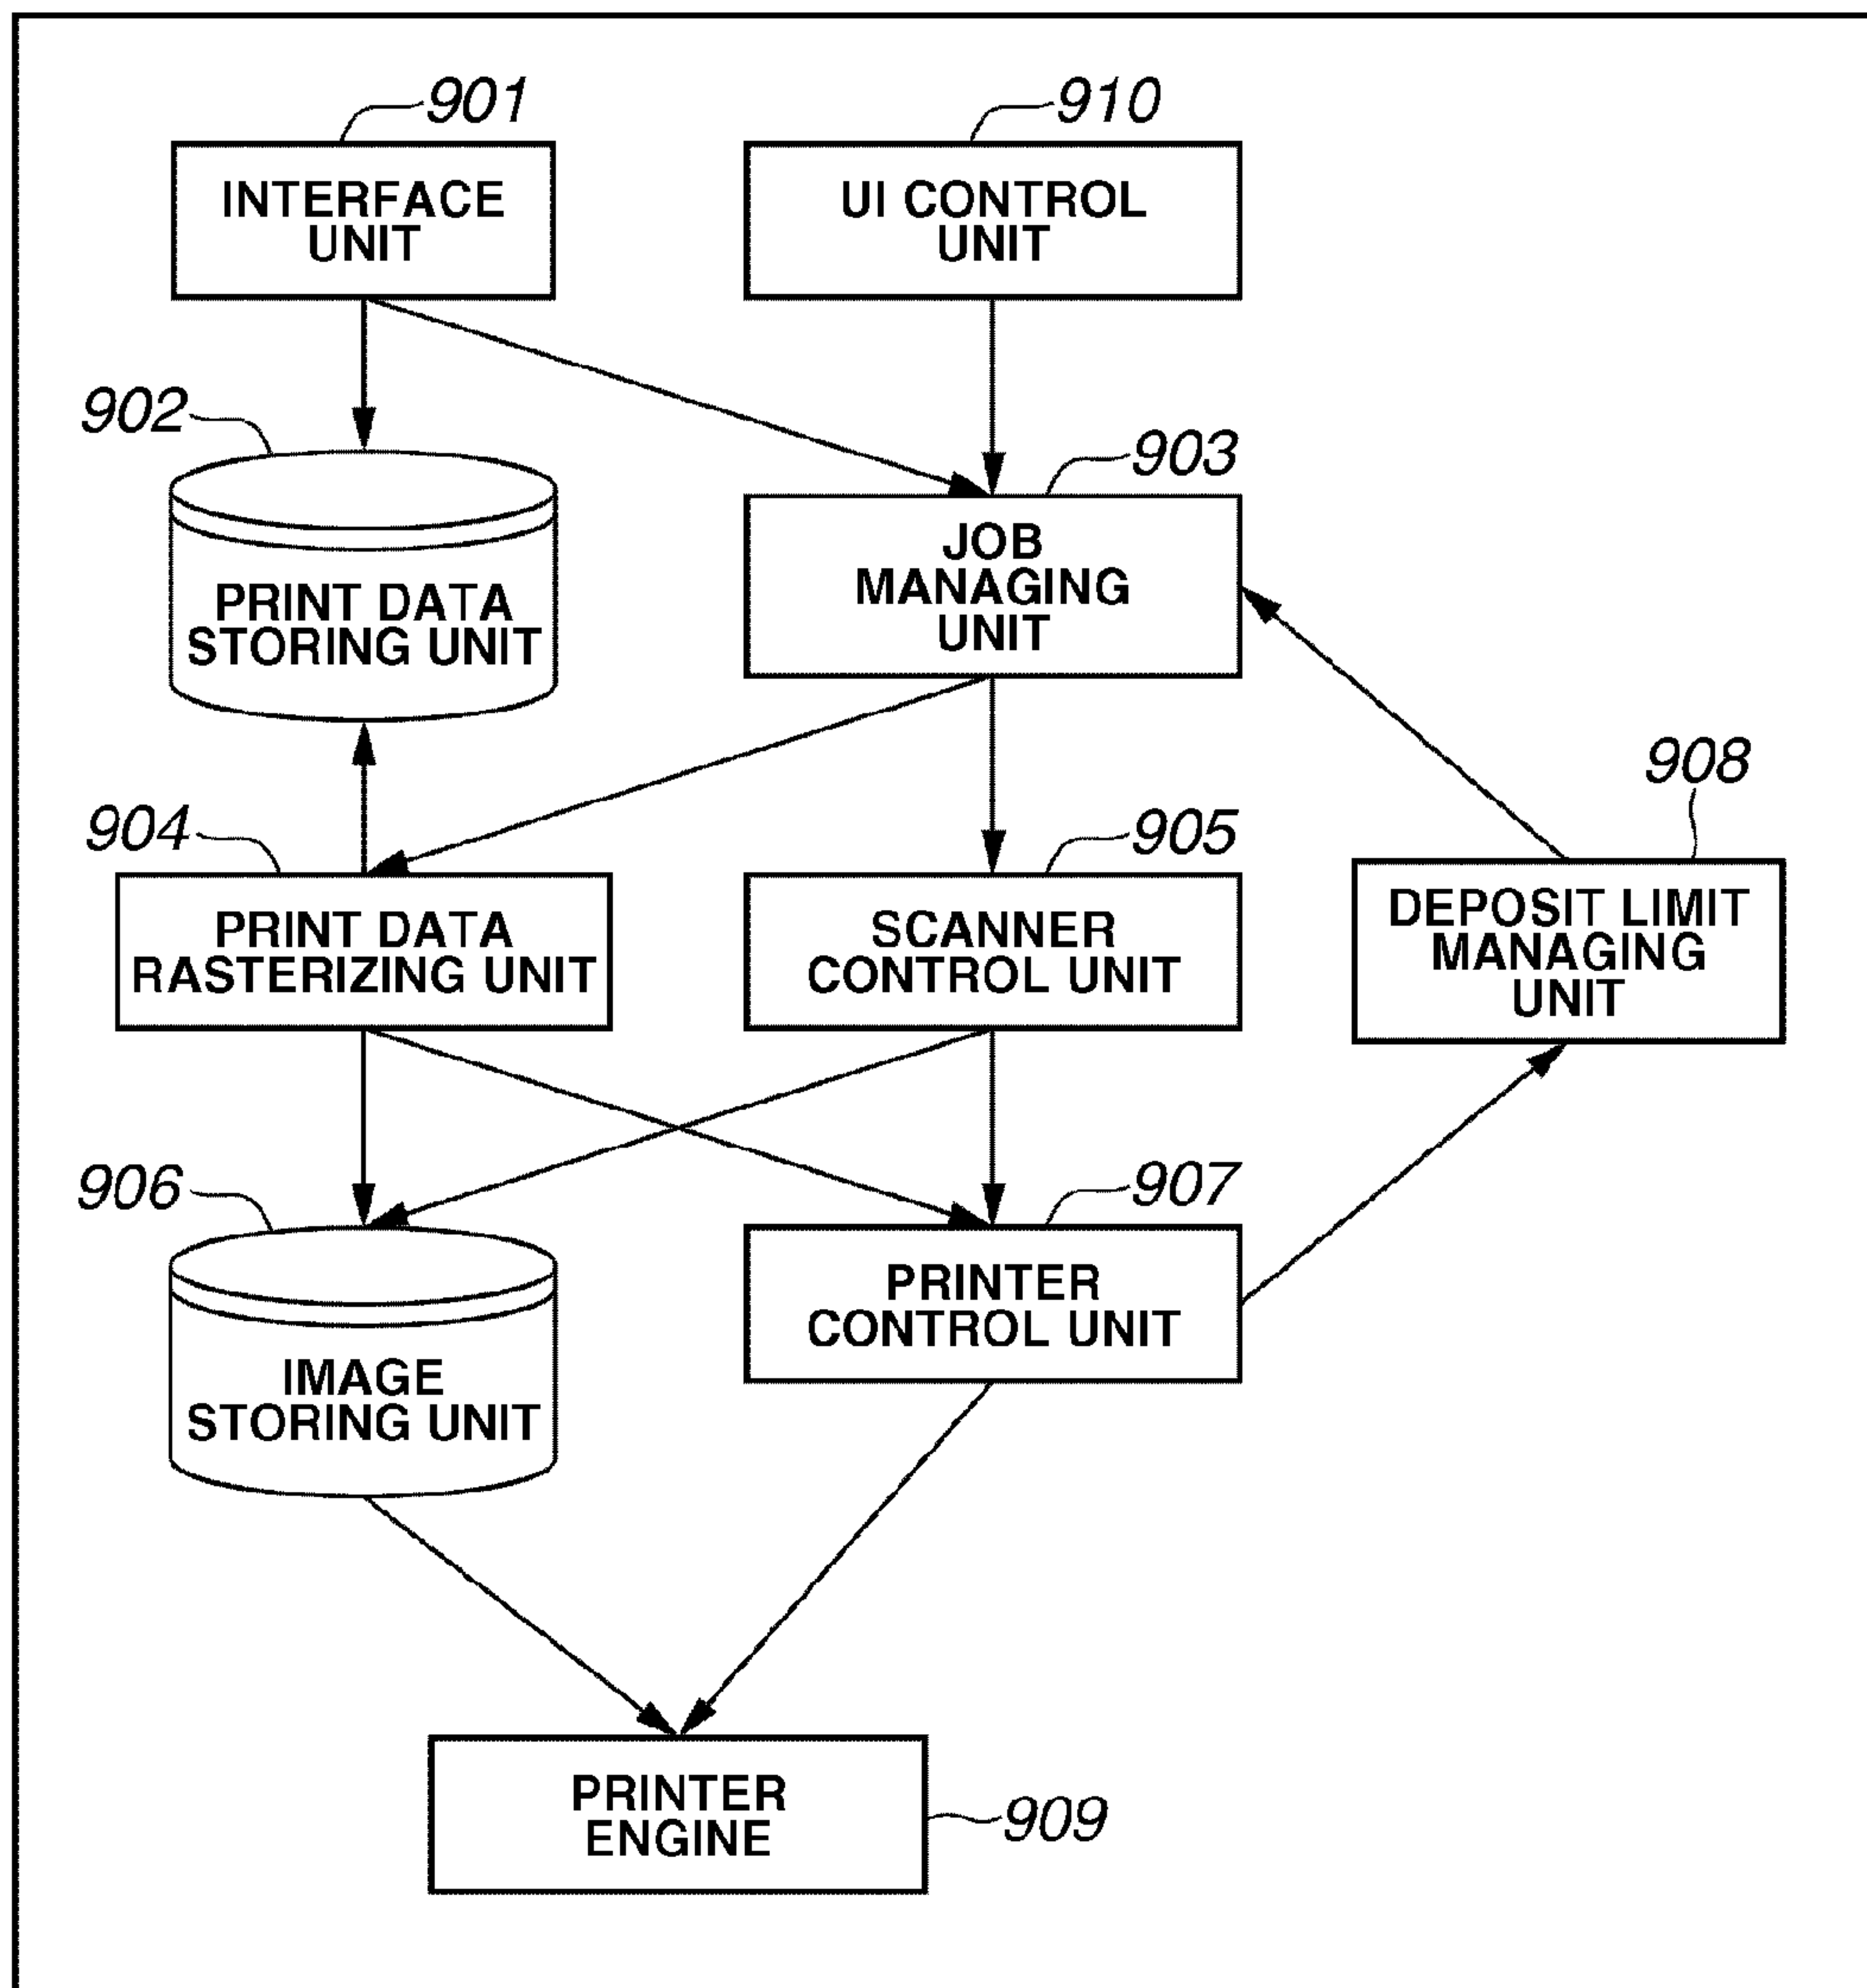 901
INTERFACE
UNIT
910
UI CONTROL
UNIT
902
PRINT DATA
STORING UNIT
903
JOB
MANAGING
UNIT
904
PRINT DATA
RASTERIZING UNIT
905
SCANNER
CONTROL UNIT
908
DEPOSIT LIMIT
MANAGING
UNIT
906
IMAGE
STORING UNIT
907
PRINTER
CONTROL UNIT
PRINTER
ENGINE
909